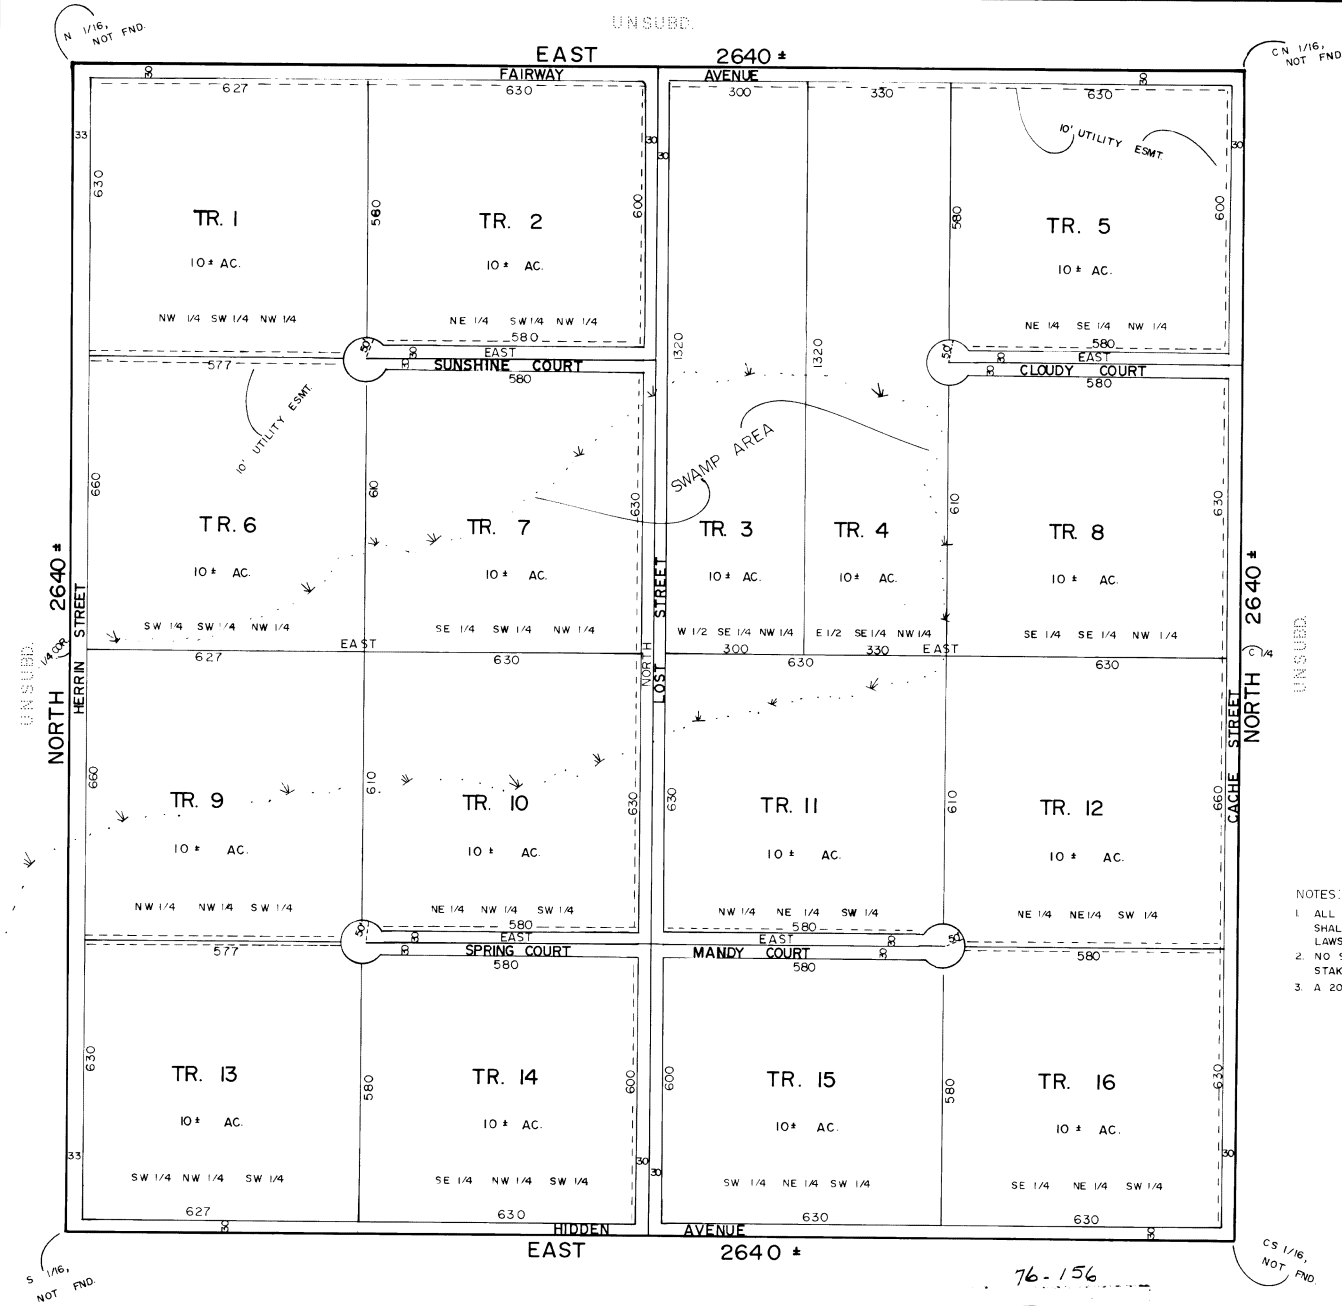 UNSUBD.
N 1/16,
NOT FND.
EAST 2640 ±
CN 1/16,
NOT FND
FAIRWAY AVENUE
30
30
627
630
300
330
630
10' UTILITY ESMT.
33
30
30
30
630
560
600
580
600
TR. 1
10 ± AC.
NW 1/4 SW 1/4 NW 1/4
TR. 2
10 ± AC.
NE 1/4 SW 1/4 NW 1/4
TR. 5
10 ± AC.
NE 1/4 SE 1/4 NW 1/4
1320
1320
580
50'
30
EAST
30
SUNSHINE COURT
577
580
580
50'
30
EAST
30
CLOUDY COURT
580
10' UTILITY ESMT.
SWAMP AREA
660
610
630
610
630
TR. 6
10 ± AC.
SW 1/4 SW 1/4 NW 1/4
TR. 7
10 ± AC.
SE 1/4 SW 1/4 NW 1/4
TR. 3
10 ± AC.
W 1/2 SE 1/4 NW 1/4
TR. 4
10 ± AC.
E 1/2 SE 1/4 NW 1/4
TR. 8
10 ± AC.
SE 1/4 SE 1/4 NW 1/4
NORTH 2640 ±
HERRIN STREET
UNSUBD.
1/4 COR
LOST STREET
NORTH
NORTH 2640 ±
CACHE STREET
UNSUBD.
C 1/4
627
EAST
630
300
630
330
EAST
630
660
610
630
630
610
660
TR. 9
10 ± AC.
NW 1/4 NW 1/4 SW 1/4
TR. 10
10 ± AC.
NE 1/4 NW 1/4 SW 1/4
TR. 11
10 ± AC.
NW 1/4 NE 1/4 SW 1/4
TR. 12
10 ± AC.
NE 1/4 NE 1/4 SW 1/4
NOTES:
1. ALL
SHAL
LAWS
2. NO S
STAK
3. A 20
580
50'
30
EAST
30
SPRING COURT
577
580
580
EAST
30
50'
MANDY COURT
30
580
580
630
580
600
600
580
630
TR. 13
10 ± AC.
SW 1/4 NW 1/4 SW 1/4
TR. 14
10 ± AC.
SE 1/4 NW 1/4 SW 1/4
TR. 15
10 ± AC.
SW 1/4 NE 1/4 SW 1/4
TR. 16
10 ± AC.
SE 1/4 NE 1/4 SW 1/4
33
30
30
30
627
630
630
630
30
30
HIDDEN AVENUE
EAST 2640 ±
S 1/16,
NOT FND.
CS 1/16,
NOT FND.
76-156